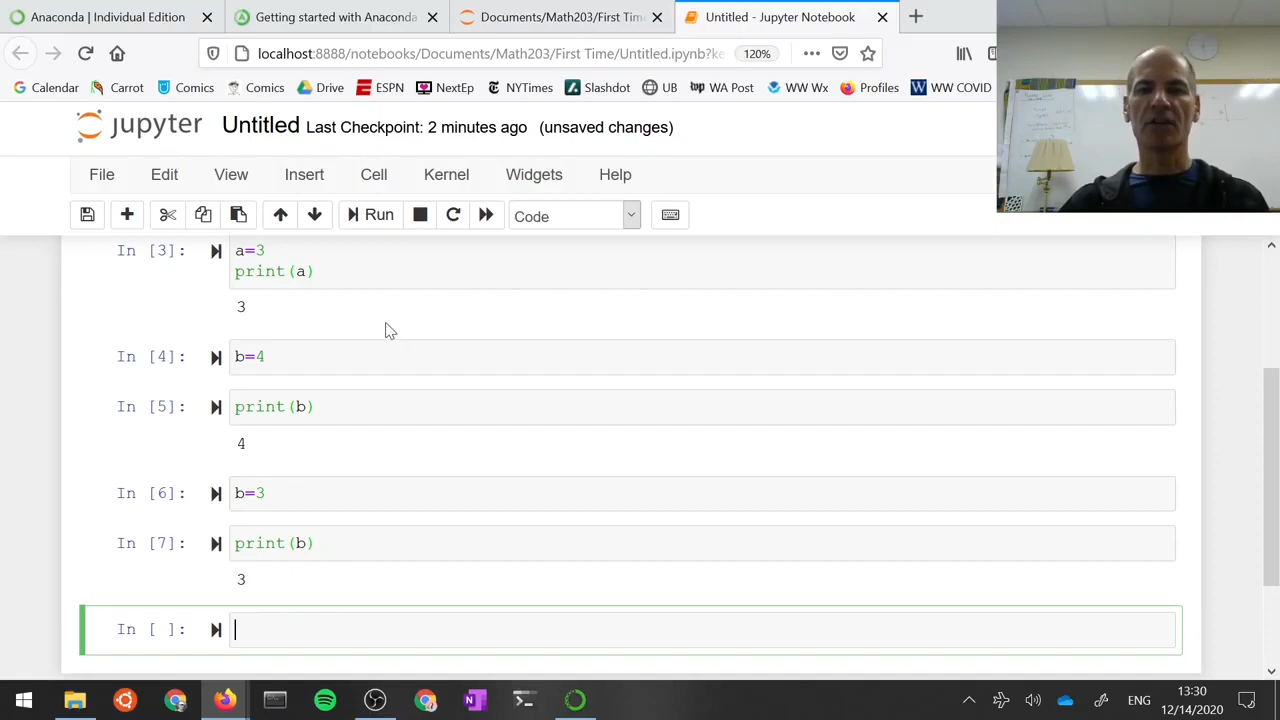 Anaconda | Individual Edition
Getting started with Anaconda
Documents/Math203/First Tim
Untitled - Jupyter Notebook
localhost:8888/notebooks/Documents/Math203/First Time/Untitled.ipynb?ke
120%
Calendar
Carrot
Comics
Comics
Drive
ESPN
NextEp
NYTimes
Slashdot
UB
WA Post
WW Wx
Profiles
WW COVID
jupyter
Untitled Last Checkpoint: 2 minutes ago (unsaved changes)
File Edit View Insert Cell Kernel Widgets Help
Run
Code
In [3]:
a=3
print(a)
3
In [4]:
b=4
In [5]:
print(b)
4
In [6]:
b=3
In [7]:
print(b)
3
In [ ]:
ENG
13:30
12/14/2020